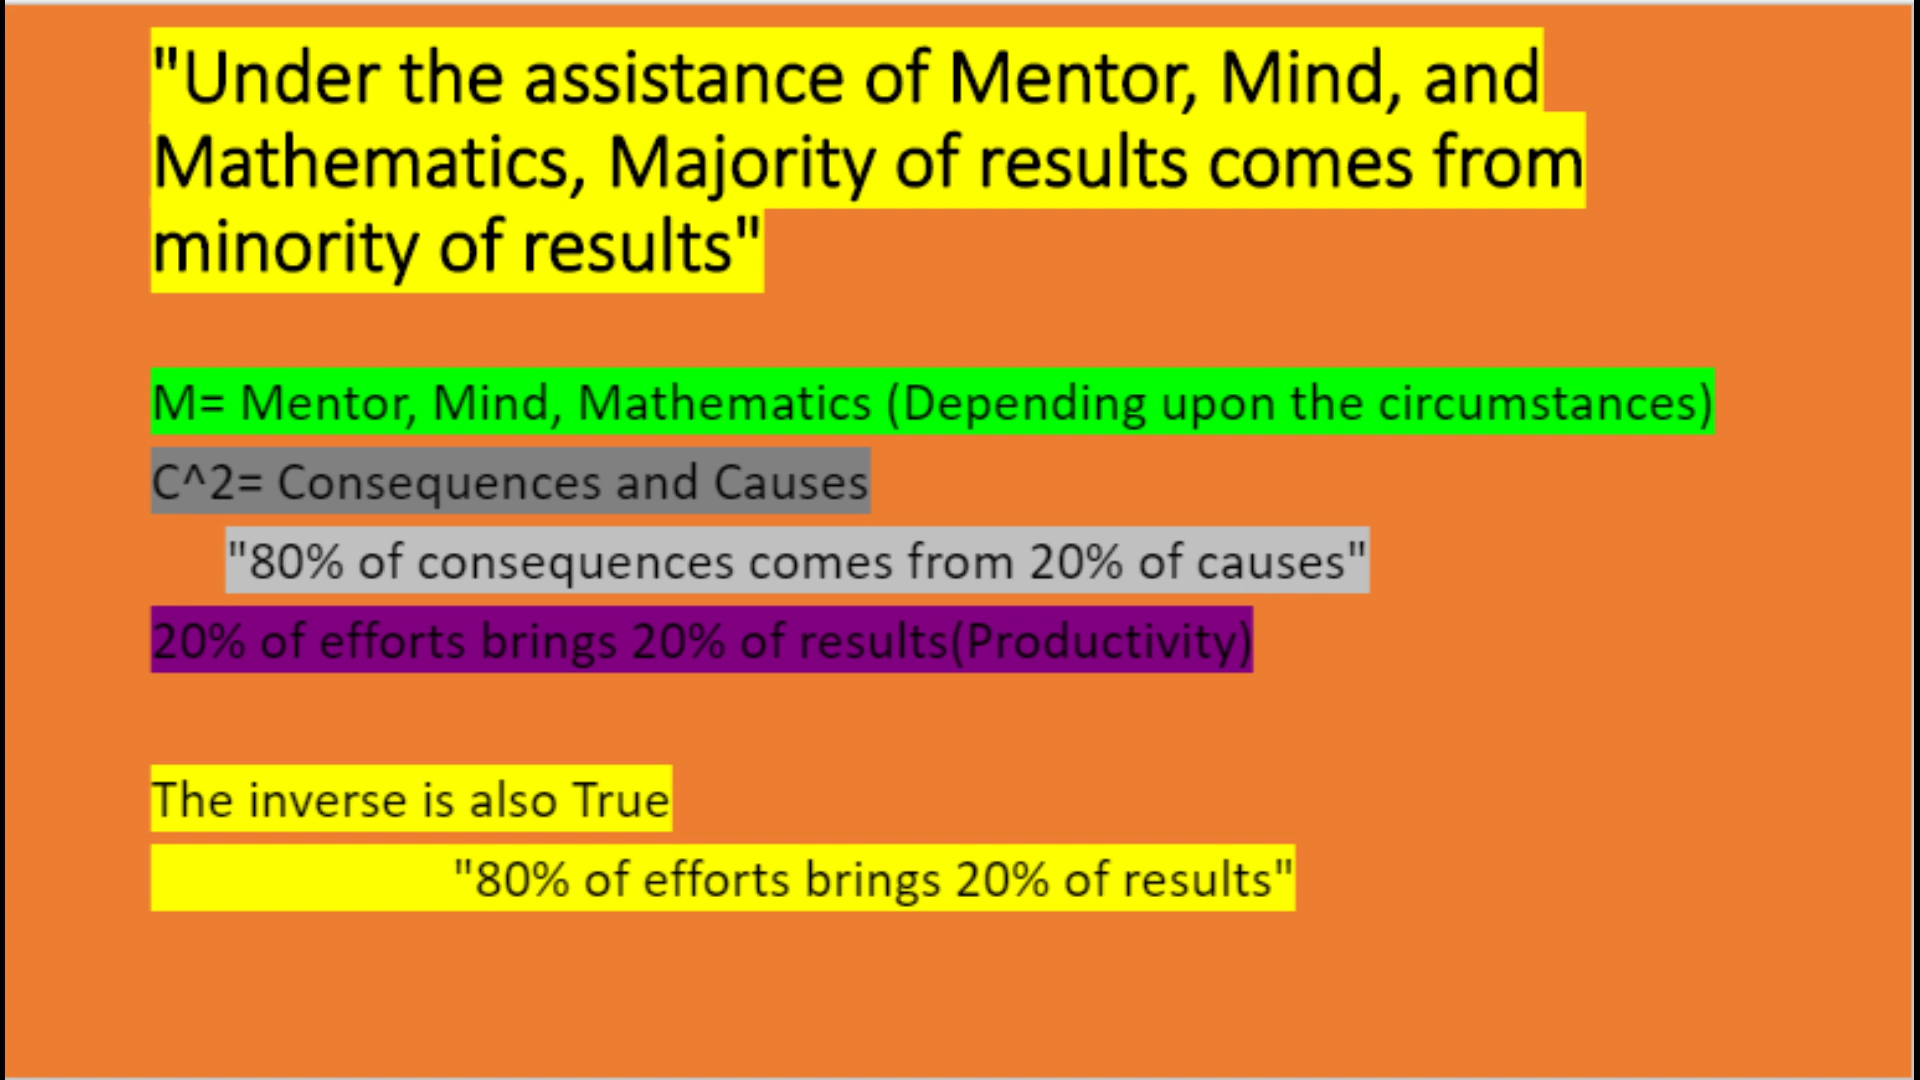 "Under the assistance of Mentor, Mind, and
Mathematics, Majority of results comes from
minority of results"
M= Mentor, Mind, Mathematics (Depending upon the circumstances)
C^2= Consequences and Causes
"80% of consequences comes from 20% of causes"
20% of efforts brings 20% of results(Productivity)
The inverse is also True
"80% of efforts brings 20% of results"